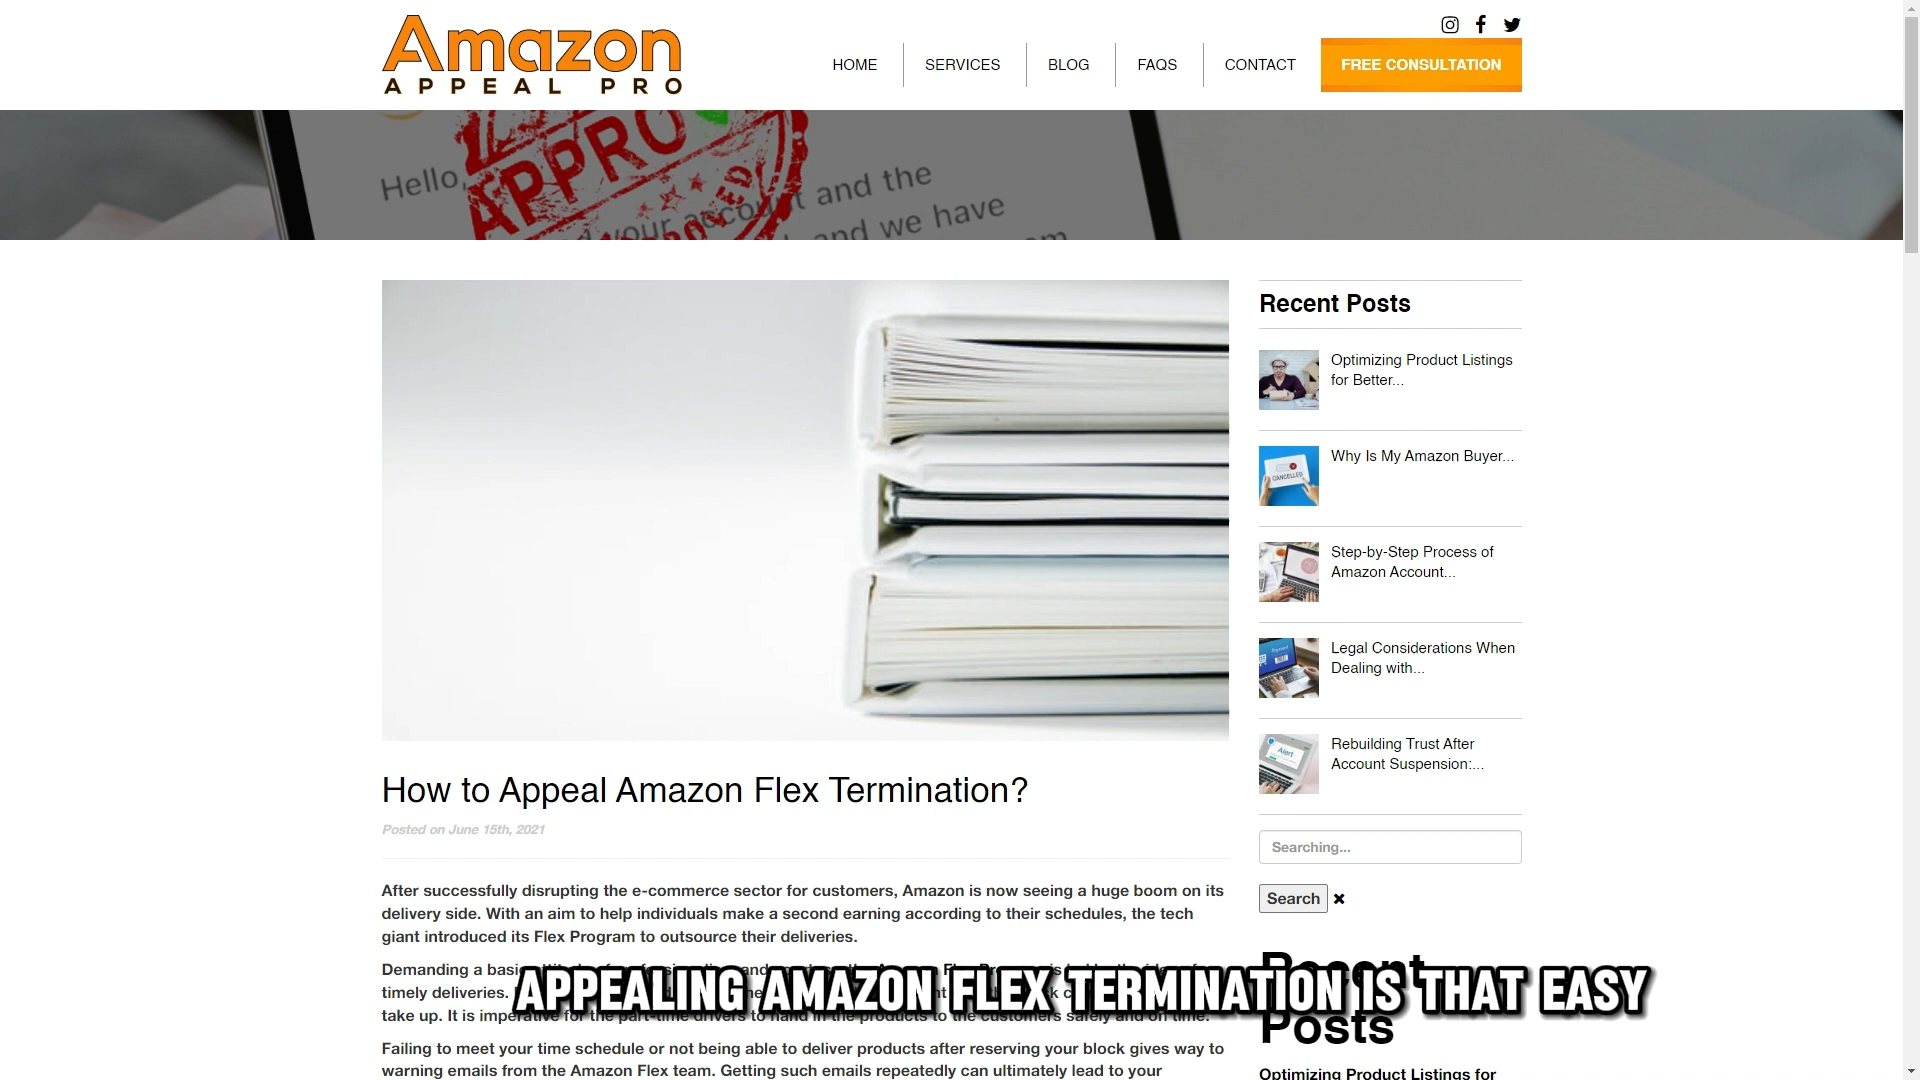 Amazon
APPEAL PRO
HOME
SERVICES
BLOG
FAQS
CONTACT
FREE CONSULTATION
Hello,
APPRO
your account and the
and we have
Recent Posts
Optimizing Product Listings
for Better...
Why Is My Amazon Buyer...
CANCELLED
Step-by-Step Process of
Amazon Account...
Legal Considerations When
Dealing with...
Payment
Rebuilding Trust After
Account Suspension:...
Alert
Searching...
Search
How to Appeal Amazon Flex Termination?
Posted on June 15th, 2021
After successfully disrupting the e-commerce sector for customers, Amazon is now seeing a huge boom on its
delivery side. With an aim to help individuals make a second earning according to their schedules, the tech
giant introduced its Flex Program to outsource their deliveries.
Demanding a basic
timely deliveries.
take up. It is imperative for the part-time drivers to hand in the products to the customers safely and on time.
Failing to meet your time schedule or not being able to deliver products after reserving your block gives way to
warning emails from the Amazon Flex team. Getting such emails repeatedly can ultimately lead to your
Recent
Posts
Optimizing Product Listings for
APPEALING AMAZON FLEX TERMINATION IS THAT EASY